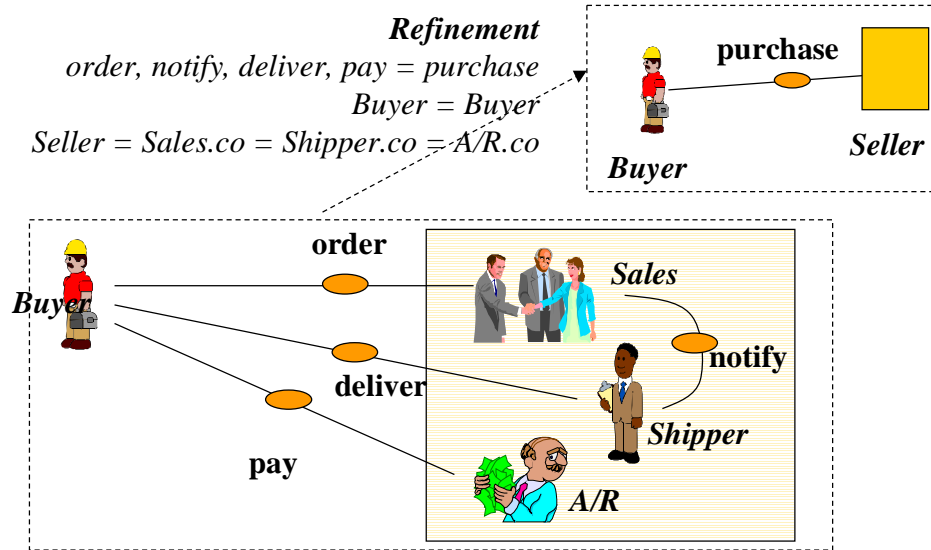 Refinement
order, notify, deliver, pay = purchase
Buyer = Buyer
Seller = Sales.co = Shipper.co = A/R.co
purchase
Buyer
Seller
order
Buyer
Sales
notify
deliver
Shipper
pay
A/R